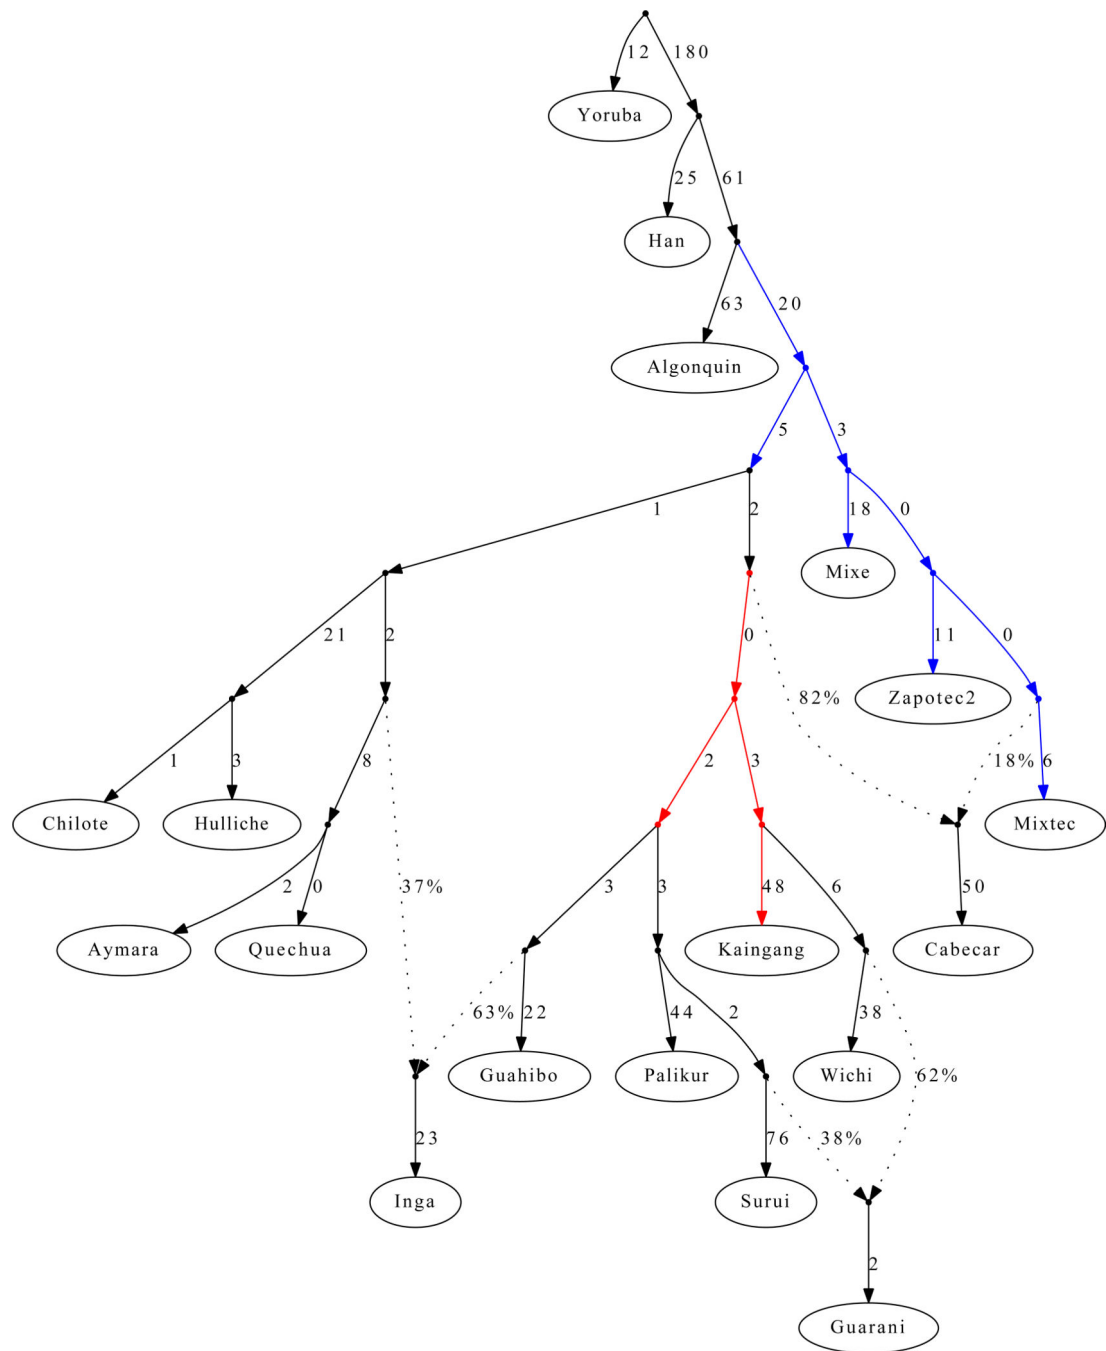 12 180
Yoruba
25 61
Han
63 20
Algonquin
5 3
1 2 18 0
Mixe
21 2 0 11 0
82% Zapotec2
1 3 8 2 3 18% 6
Chilote Hulliche Mixtec
2 0 37% 3 3 48 6 50
Aymara Quechua Kaingang Cabecar
63% 22 44 2 38
Guahibo Palikur Wichi 62%
23 76 38%
Inga Surui
2
Guarani